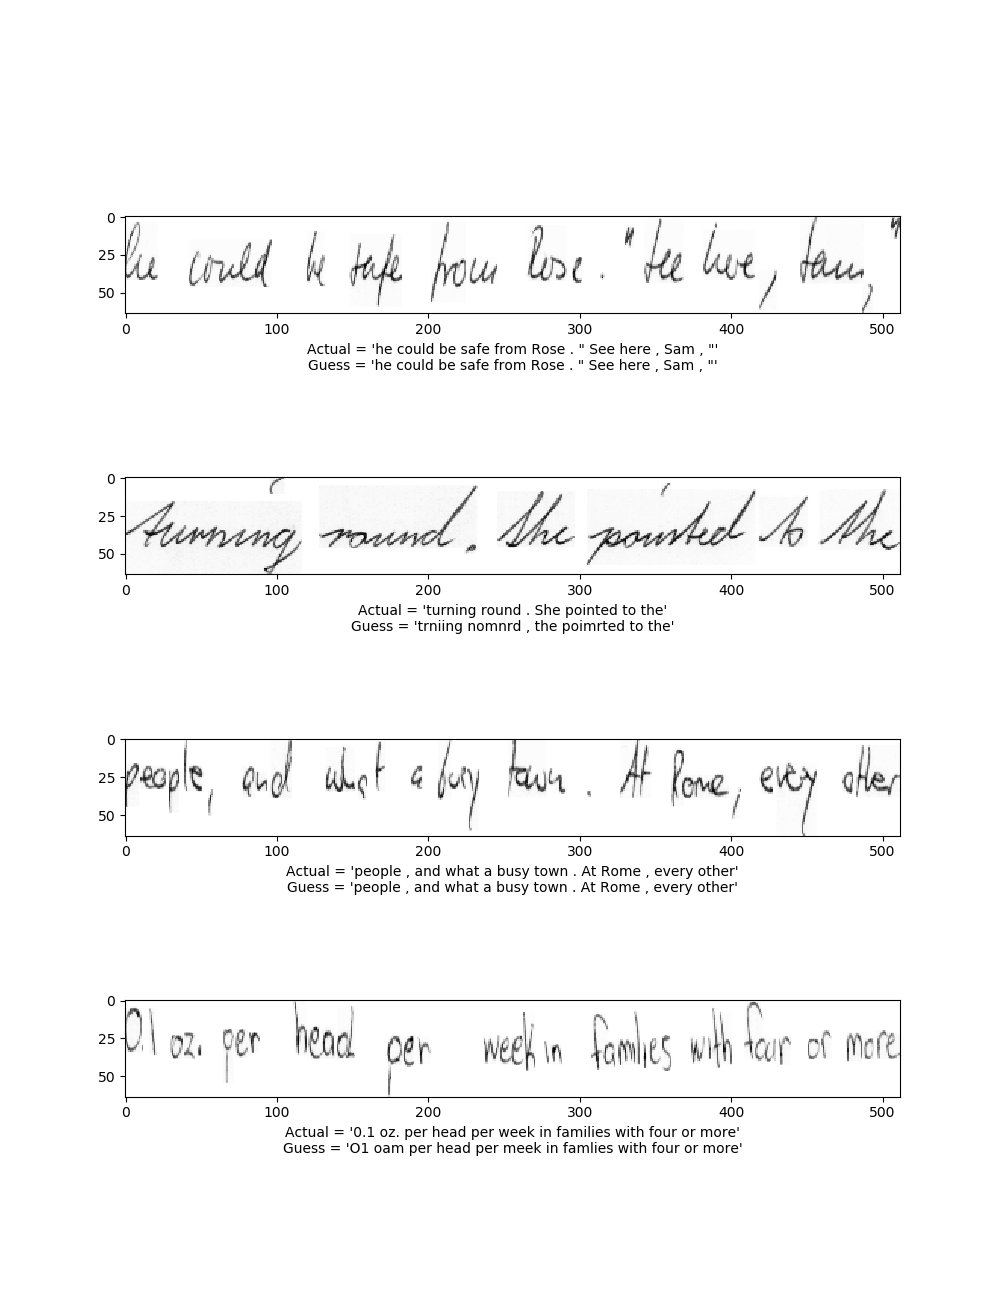 0
25
50
he could be safe from Rose . " See here , Sam , "
0 100 200 300 400 500
Actual = 'he could be safe from Rose . " See here , Sam , "'
Guess = 'he could be safe from Rose . " See here , Sam , "'
0
25
50
turning round . She pointed to the
0 100 200 300 400 500
Actual = 'turning round . She pointed to the'
Guess = 'trniing nomnrd , the poimrted to the'
0
25
50
people, and what a busy town . At Rome, every other
0 100 200 300 400 500
Actual = 'people , and what a busy town . At Rome , every other'
Guess = 'people , and what a busy town . At Rome , every other'
0
25
50
0.1 oz. per head per week in families with four or more
0 100 200 300 400 500
Actual = '0.1 oz. per head per week in families with four or more'
Guess = 'O1 oam per head per meek in famlies with four or more'